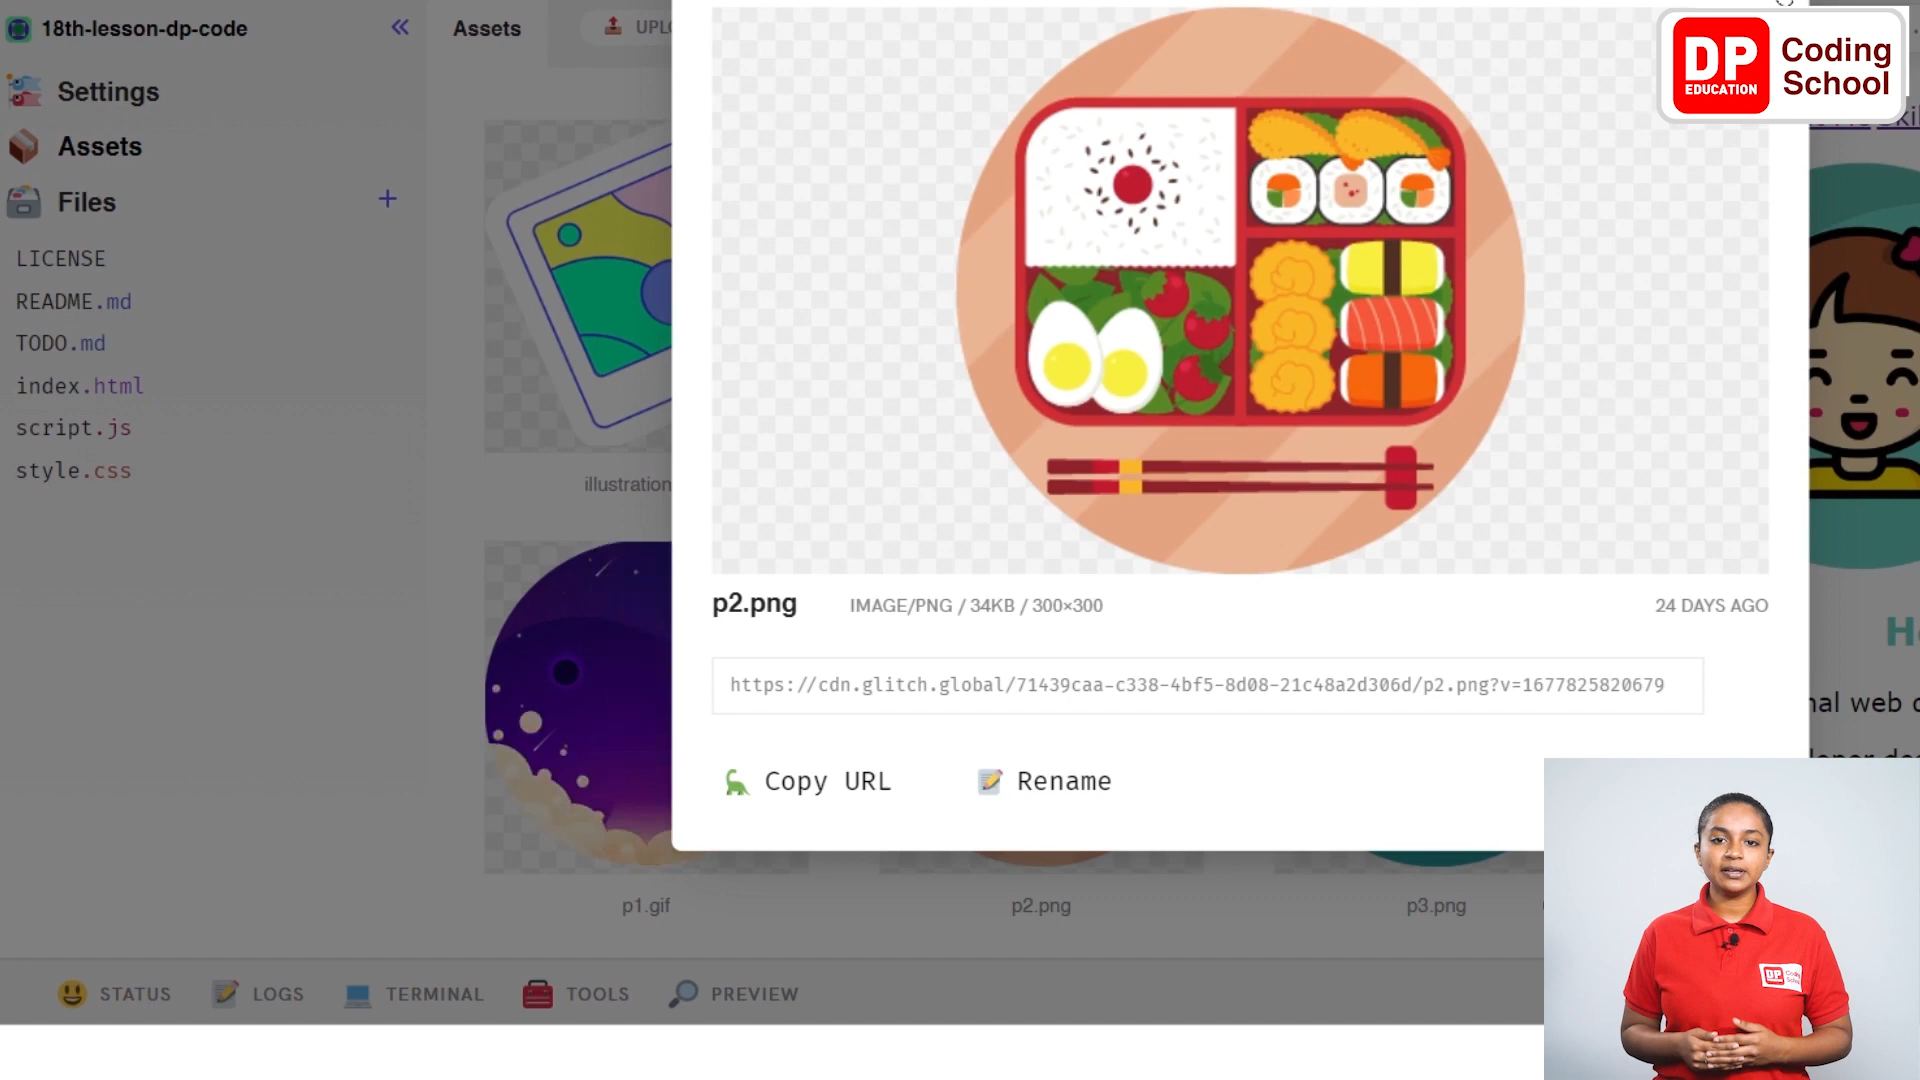 18th-lesson-dp-code
Settings
Assets
Files
LICENSE
README.md
TODO.md
index.html
script.js
style.css
Assets
UPL
illustration
p1.gif
p2.png
p3.png
p2.png
IMAGE/PNG / 34KB / 300×300
24 DAYS AGO
https://cdn.glitch.global/71439caa-c338-4bf5-8d08-21c48a2d306d/p2.png?v=1677825820679
Copy URL
Rename
STATUS
LOGS
TERMINAL
TOOLS
PREVIEW
DP
EDUCATION
Coding
School
nal web
DP